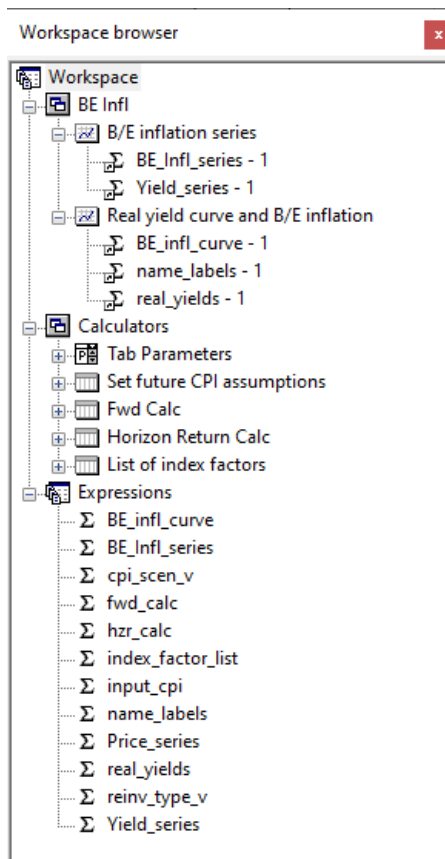 Workspace browser
x
Workspace
BE Infl
B/E inflation series
BE_Infl_series - 1
Yield_series - 1
Real yield curve and B/E inflation
BE_infl_curve - 1
name_labels - 1
real_yields - 1
Calculators
Tab Parameters
Set future CPI assumptions
Fwd Calc
Horizon Return Calc
List of index factors
Expressions
Σ BE_infl_curve
Σ BE_Infl_series
Σ cpi_scen_v
Σ fwd_calc
Σ hzr_calc
Σ index_factor_list
Σ input_cpi
Σ name_labels
Σ Price_series
Σ real_yields
Σ reinv_type_v
Σ Yield_series